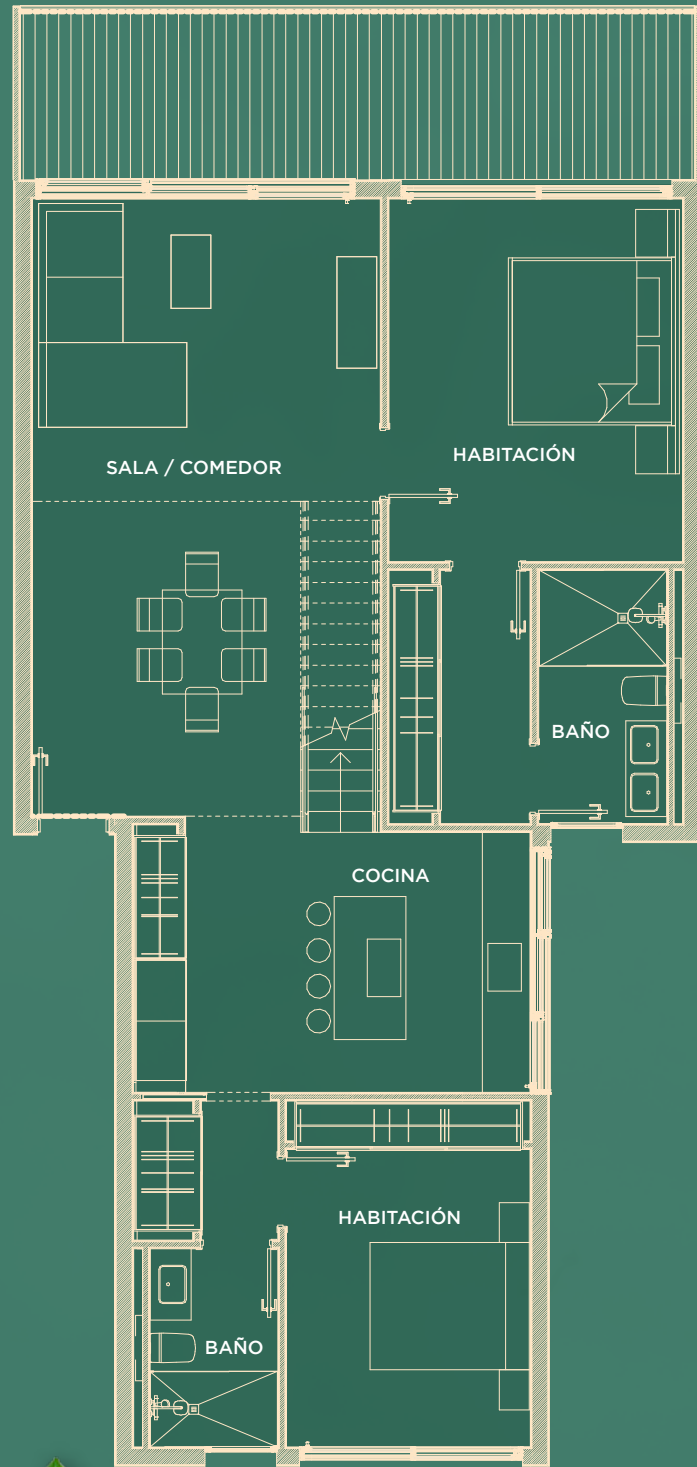 SALA / COMEDOR
HABITACIÓN
BAÑO
COCINA
HABITACIÓN
BAÑO